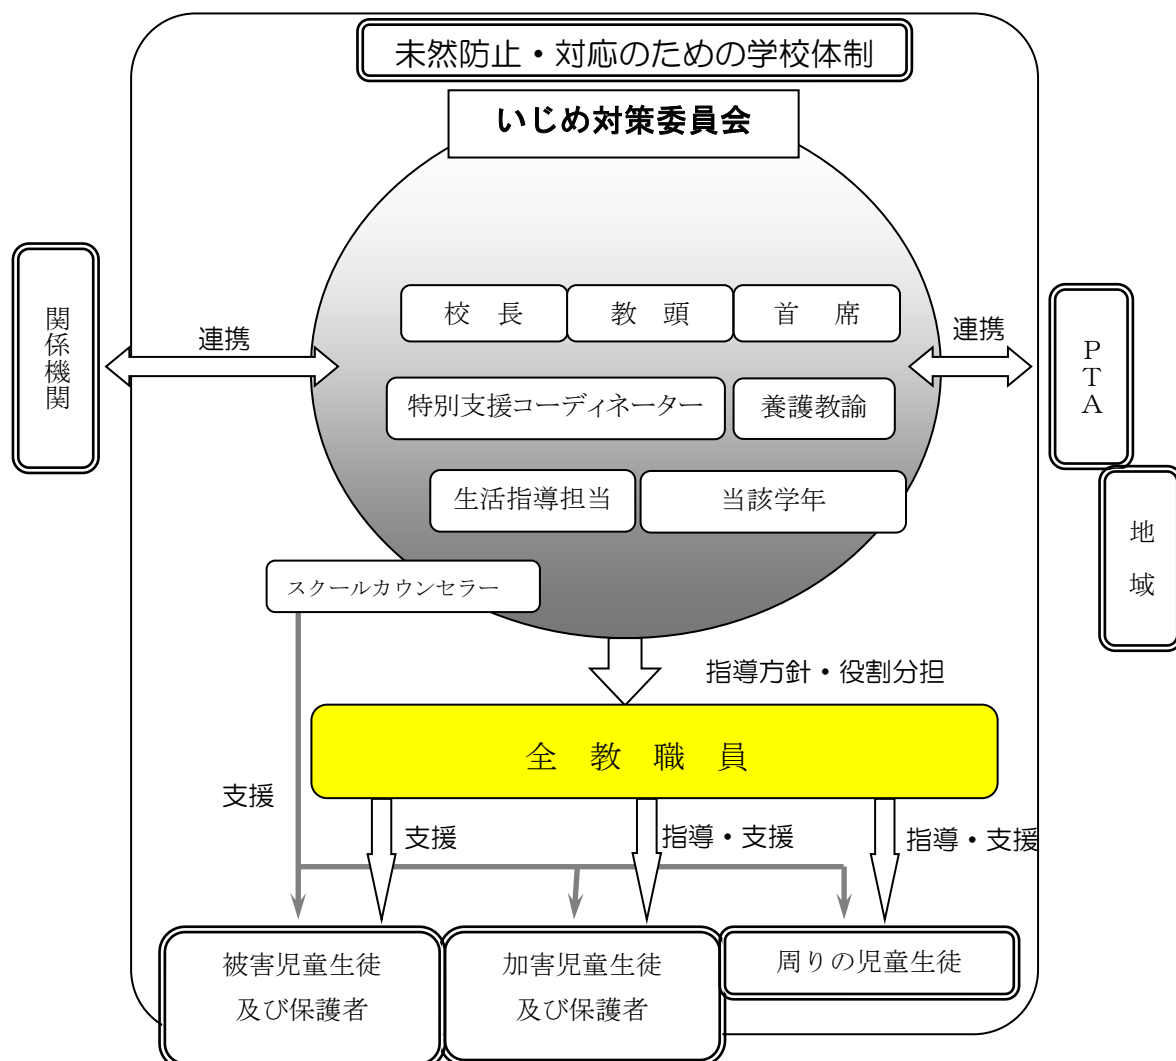 未然防止・対応のための学校体制
いじめ対策委員会
校　長
教　頭
首　席
関係機関
連携
連携
PTA
特別支援コーディネーター
養護教諭
生活指導担当
当該学年
地域
スクールカウンセラー
指導方針・役割分担
全　教　職　員
支援
支援
指導・支援
指導・支援
被害児童生徒
及び保護者
加害児童生徒
及び保護者
周りの児童生徒